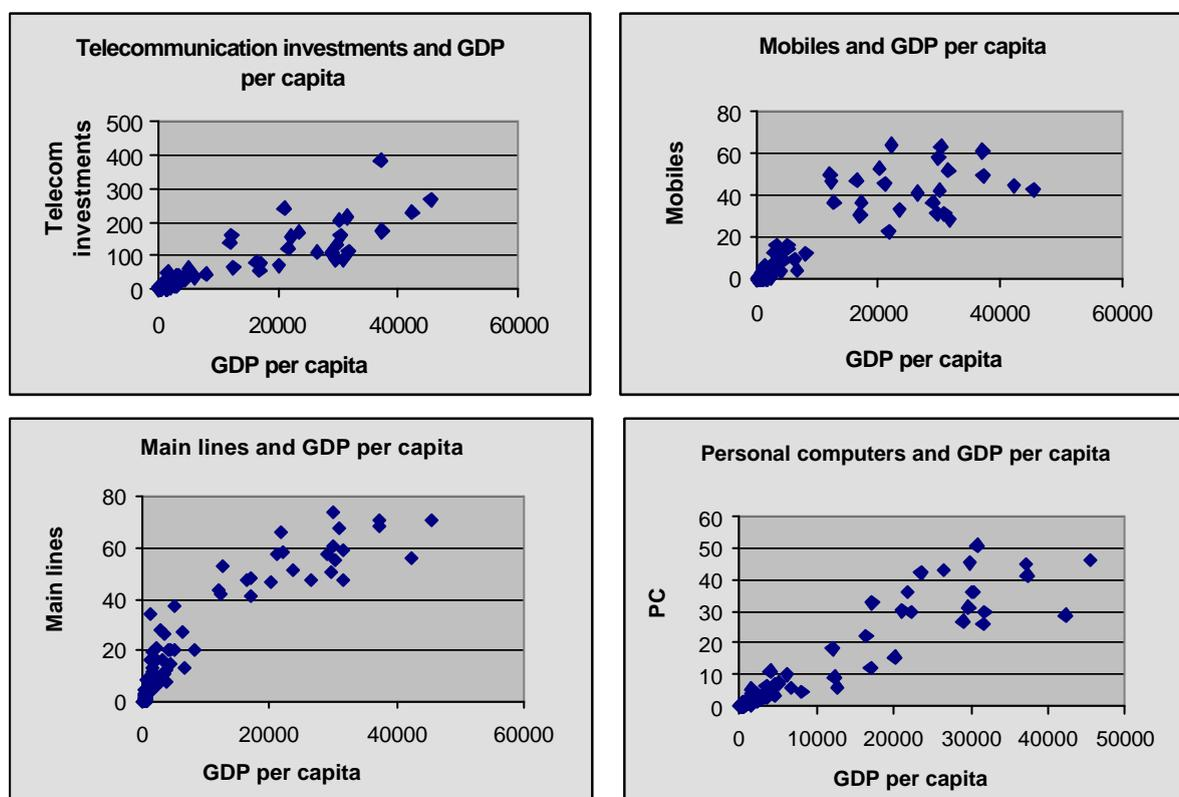 Telecommunication investments and GDP
per capita
Telecom
investments
500
400
300
200
100
0
0 20000 40000 60000
GDP per capita
Mobiles and GDP per capita
Mobiles
80
60
40
20
0
0 20000 40000 60000
GDP per capita
Main lines and GDP per capita
Main lines
80
60
40
20
0
0 20000 40000 60000
GDP per capita
Personal computers and GDP per capita
PC
60
50
40
30
20
10
0
0 10000 20000 30000 40000 50000
GDP per capita